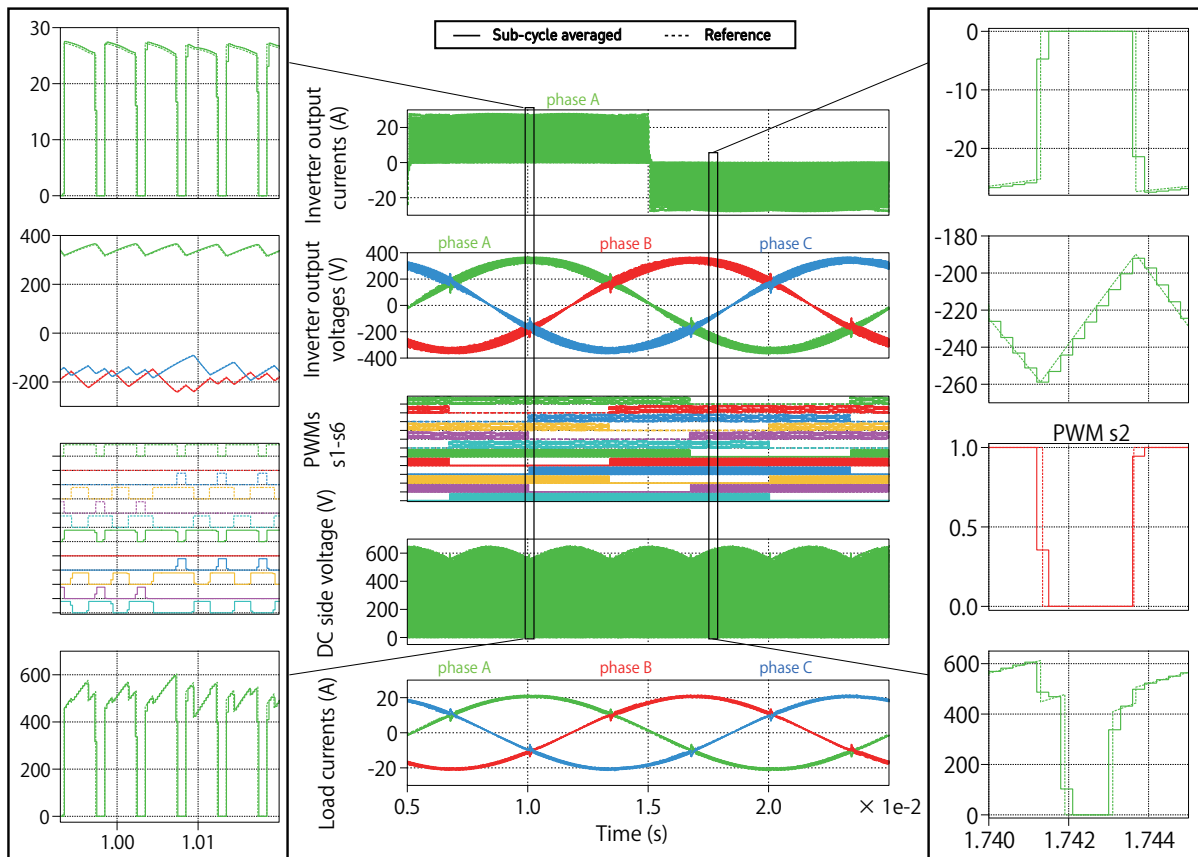 Sub-cycle averaged
Reference
30
20
10
0
400
200
0
-200
600
400
200
0
1.00
1.01
Inverter output
currents (A)
phase A
20
0
-20
Inverter output
voltages (V)
phase A
phase B
phase C
400
200
0
-200
-400
PWMs
s1-s6
DC side voltage (V)
600
400
200
0
Load currents (A)
phase A
phase B
phase C
20
0
-20
0.5
1.0
1.5
2.0
× 1e-2
Time (s)
0
-10
-20
-180
-200
-220
-240
-260
PWM s2
1.0
0.5
0.0
600
400
200
0
1.740
1.742
1.744